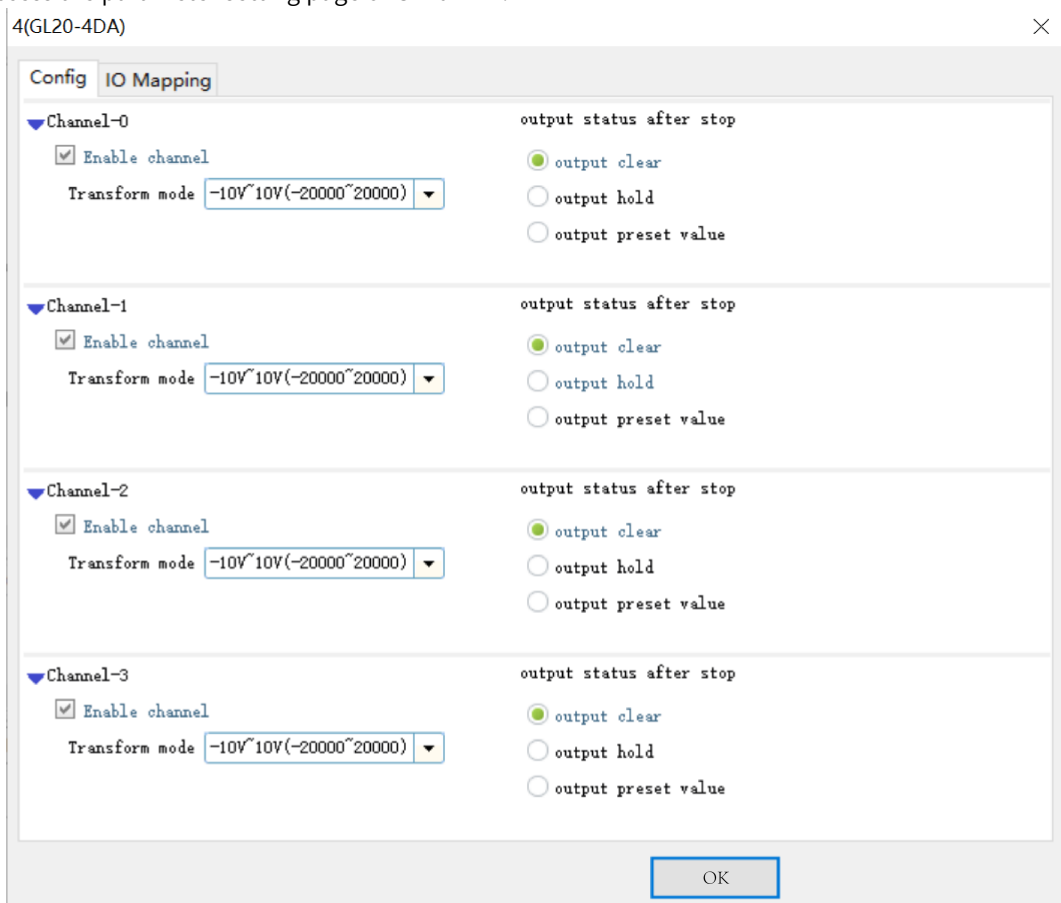 4(GL20-4DA)
Config IO Mapping
Channel-0 output status after stop
Enable channel output clear
Transform mode -10V~10V(-20000~20000) output hold
output preset value
Channel-1 output status after stop
Enable channel output clear
Transform mode -10V~10V(-20000~20000) output hold
output preset value
Channel-2 output status after stop
Enable channel output clear
Transform mode -10V~10V(-20000~20000) output hold
output preset value
Channel-3 output status after stop
Enable channel output clear
Transform mode -10V~10V(-20000~20000) output hold
output preset value
OK